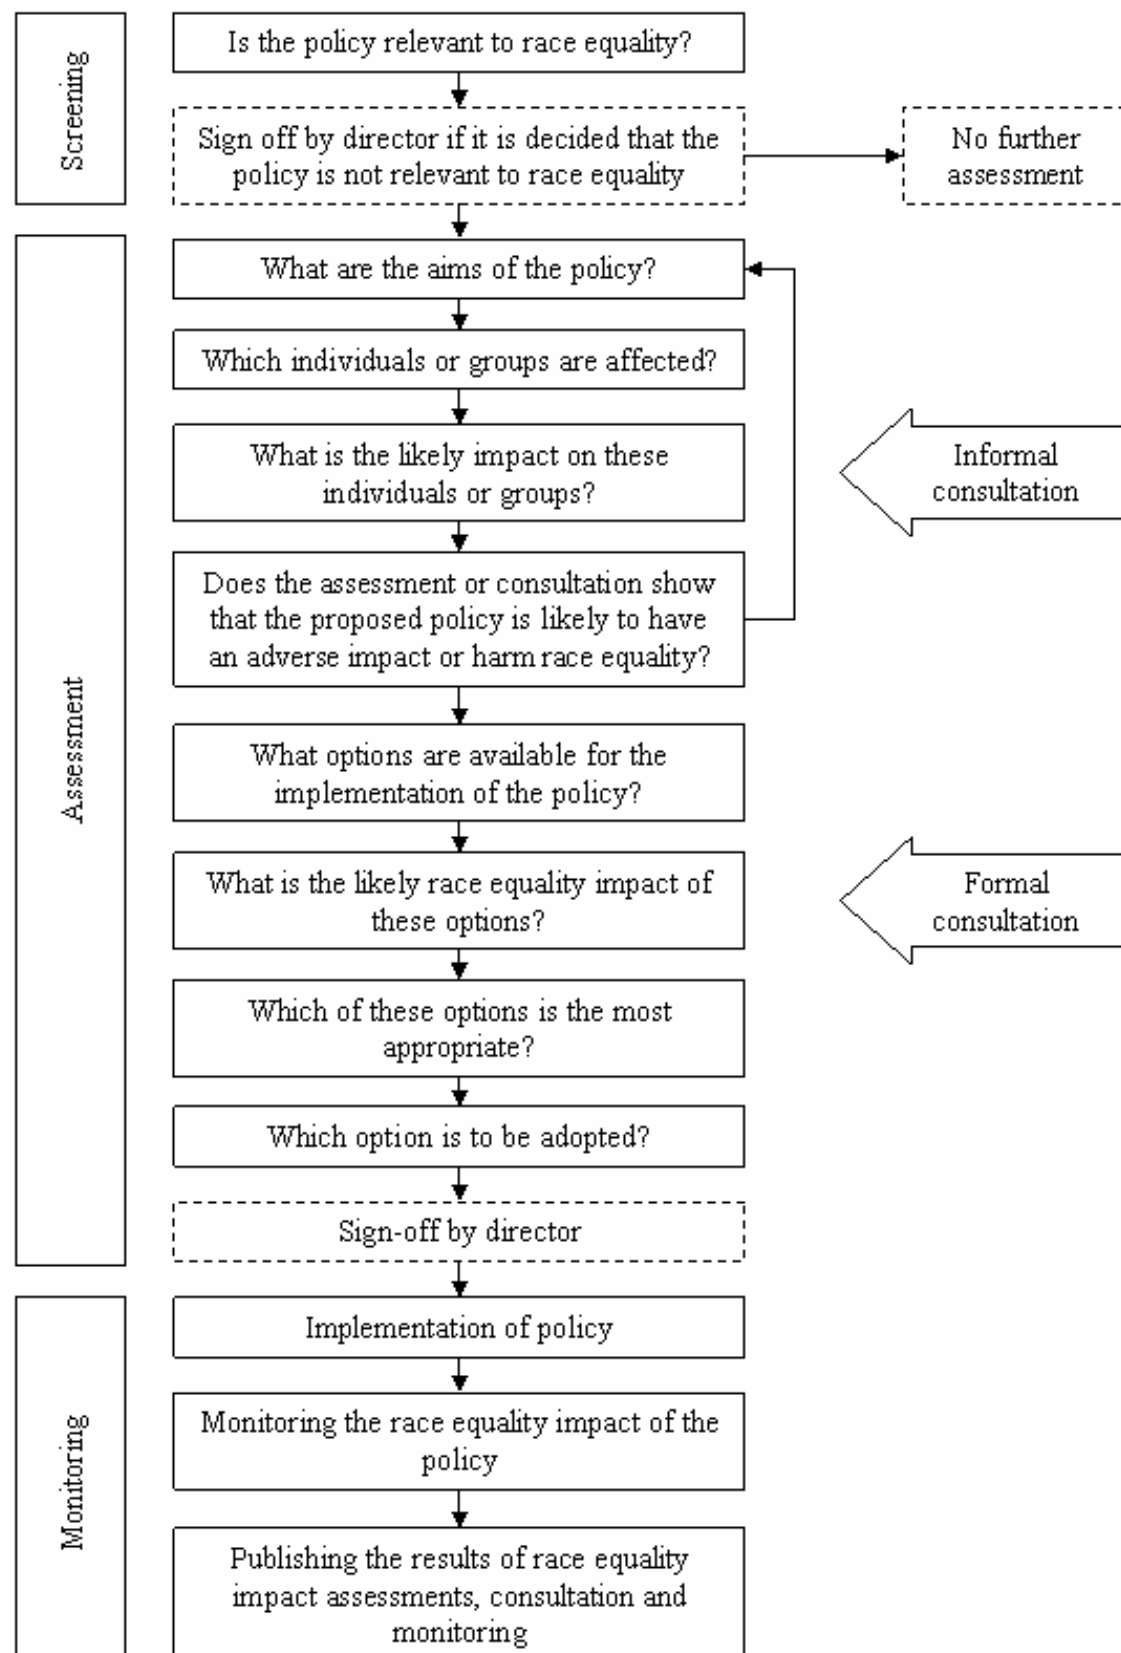 Screening
Is the policy relevant to race equality?
Sign off by director if it is decided that the
policy is not relevant to race equality
No further
assessment
Assessment
What are the aims of the policy?
Which individuals or groups are affected?
What is the likely impact on these
individuals or groups?
Informal
consultation
Does the assessment or consultation show
that the proposed policy is likely to have
an adverse impact or harm race equality?
What options are available for the
implementation of the policy?
What is the likely race equality impact of
these options?
Formal
consultation
Which of these options is the most
appropriate?
Which option is to be adopted?
Sign-off by director
Monitoring
Implementation of policy
Monitoring the race equality impact of the
policy
Publishing the results of race equality
impact assessments, consultation and
monitoring